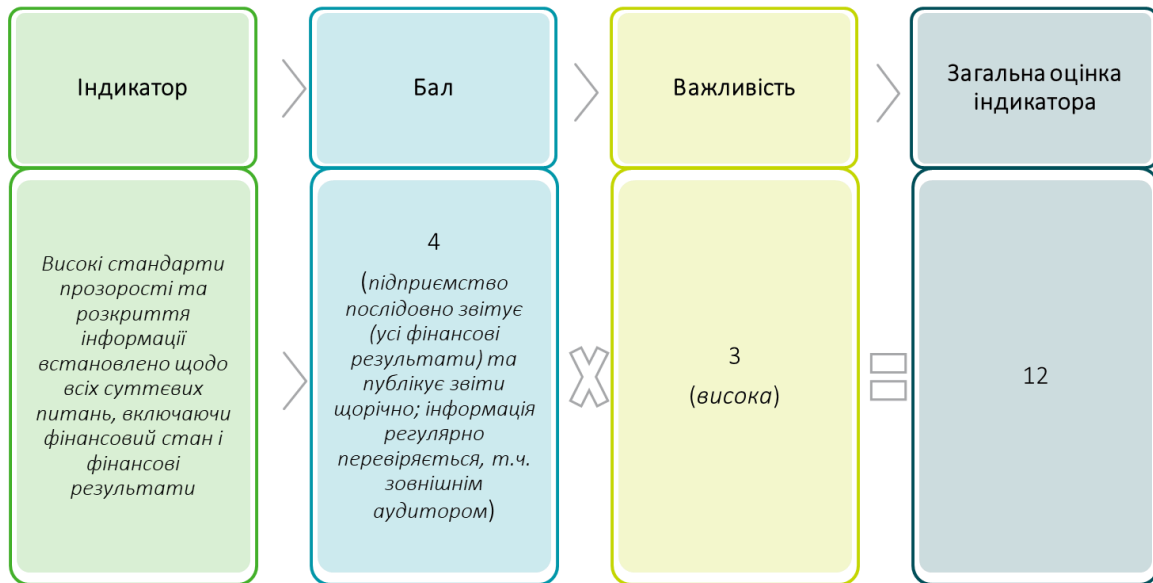 Індикатор
Бал
Важливість
Загальна оцінка
індикатора
Високі стандарти
прозорості та
розкриття
інформації
встановлено щодо
всіх суттєвих
питань, включаючи
фінансовий стан і
фінансові
результати
4
(підприємство
послідовно звітує
(усі фінансові
результати) та
публікує звіти
щорічно; інформація
регулярно
перевіряється, т.ч.
зовнішнім
аудитором)
3
(висока)
12